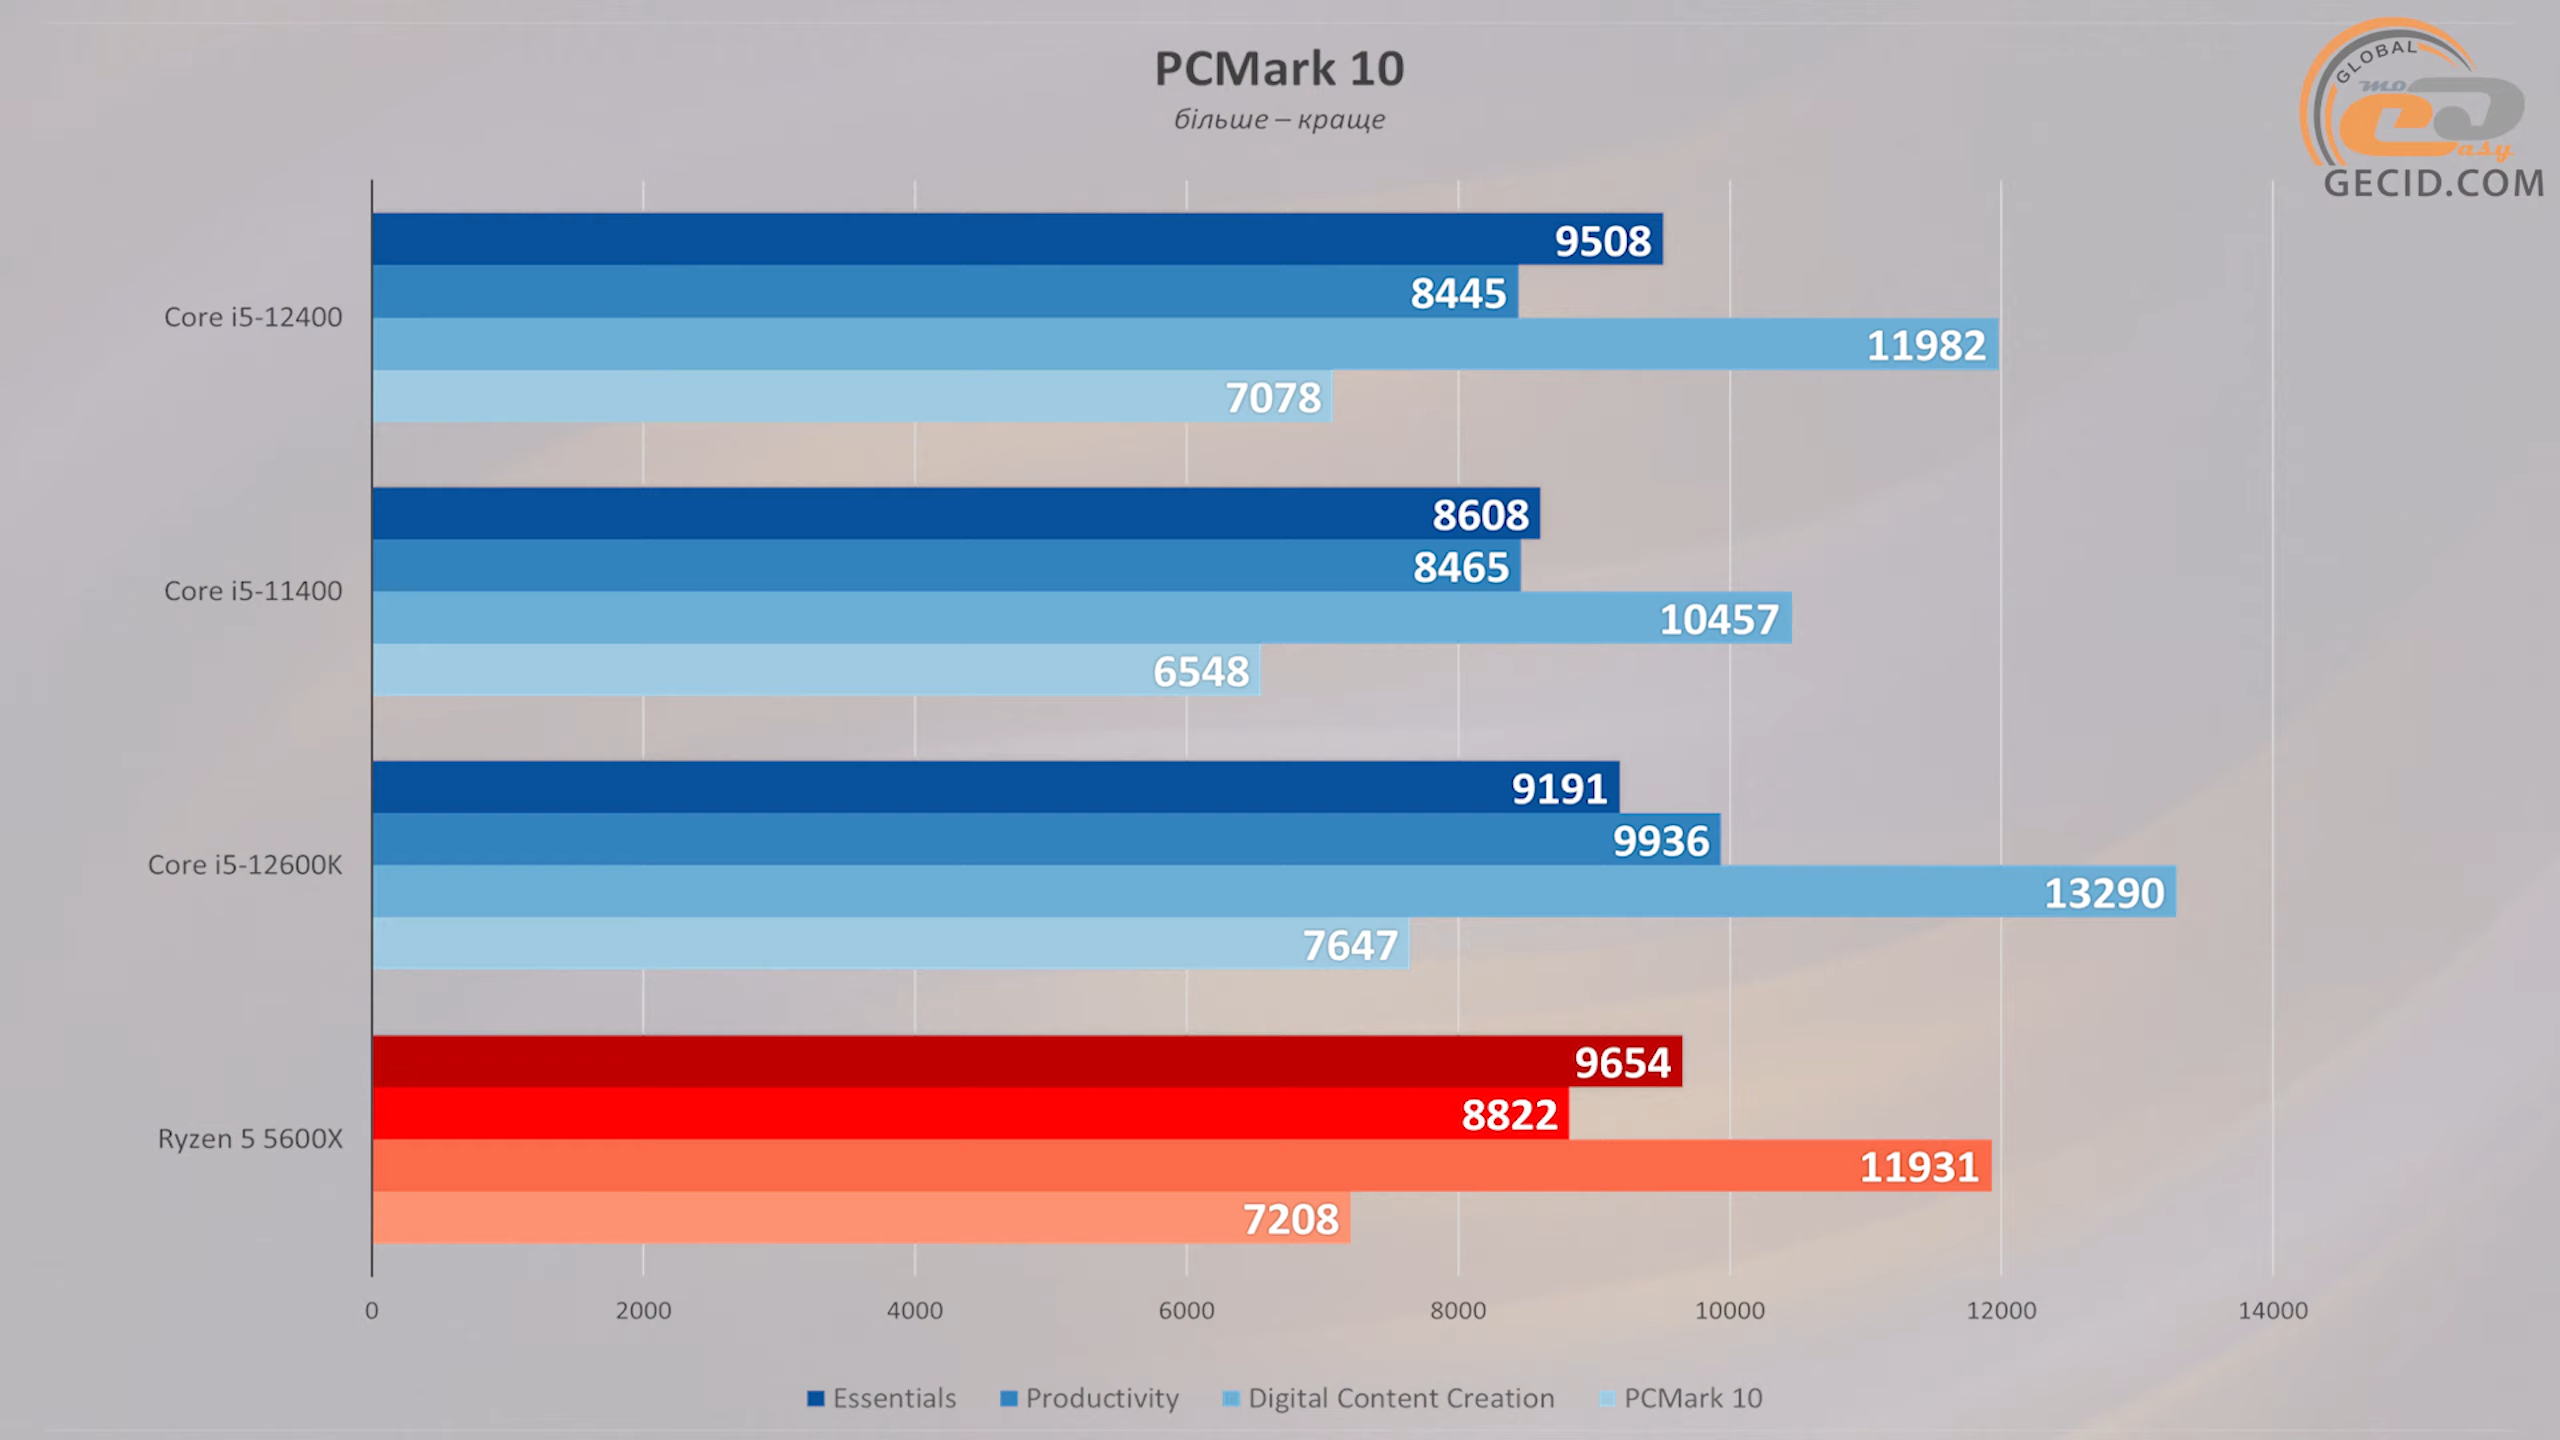 PCMark 10
більше – краще
GLOBAL
mo
asy
GECID.COM
9508
8445
Core i5-12400
11982
7078
8608
8465
Core i5-11400
10457
6548
9191
9936
Core i5-12600K
13290
7647
9654
8822
Ryzen 5 5600X
11931
7208
0 2000 4000 6000 8000 10000 12000 14000
Essentials Productivity Digital Content Creation PCMark 10